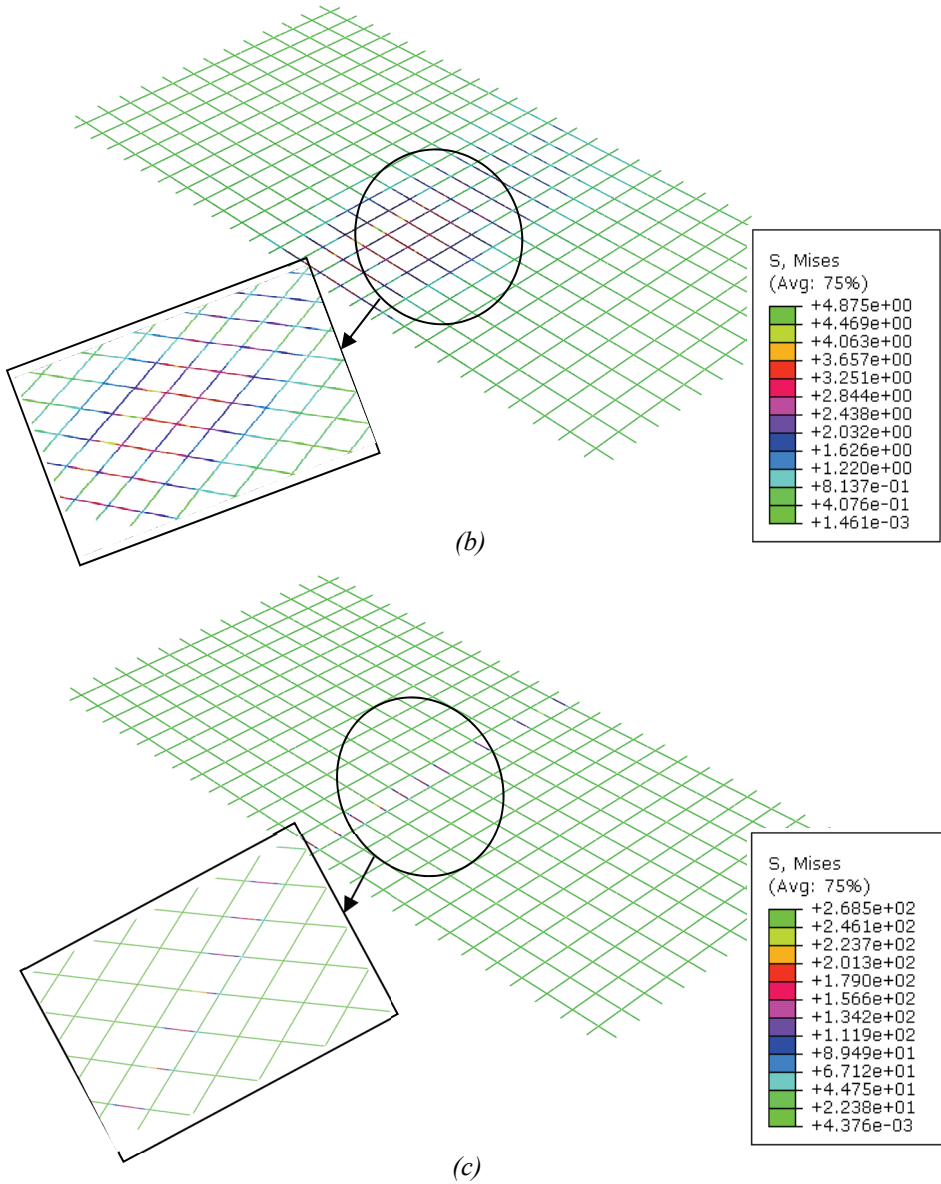 S, Mises
(Avg: 75%)
+4.875e+00
+4.469e+00
+4.063e+00
+3.657e+00
+3.251e+00
+2.844e+00
+2.438e+00
+2.032e+00
+1.626e+00
+1.220e+00
+8.137e-01
+4.076e-01
+1.461e-03
(b)
S, Mises
(Avg: 75%)
+2.685e+02
+2.461e+02
+2.237e+02
+2.013e+02
+1.790e+02
+1.566e+02
+1.342e+02
+1.119e+02
+8.949e+01
+6.712e+01
+4.475e+01
+2.238e+01
+4.376e-03
(c)